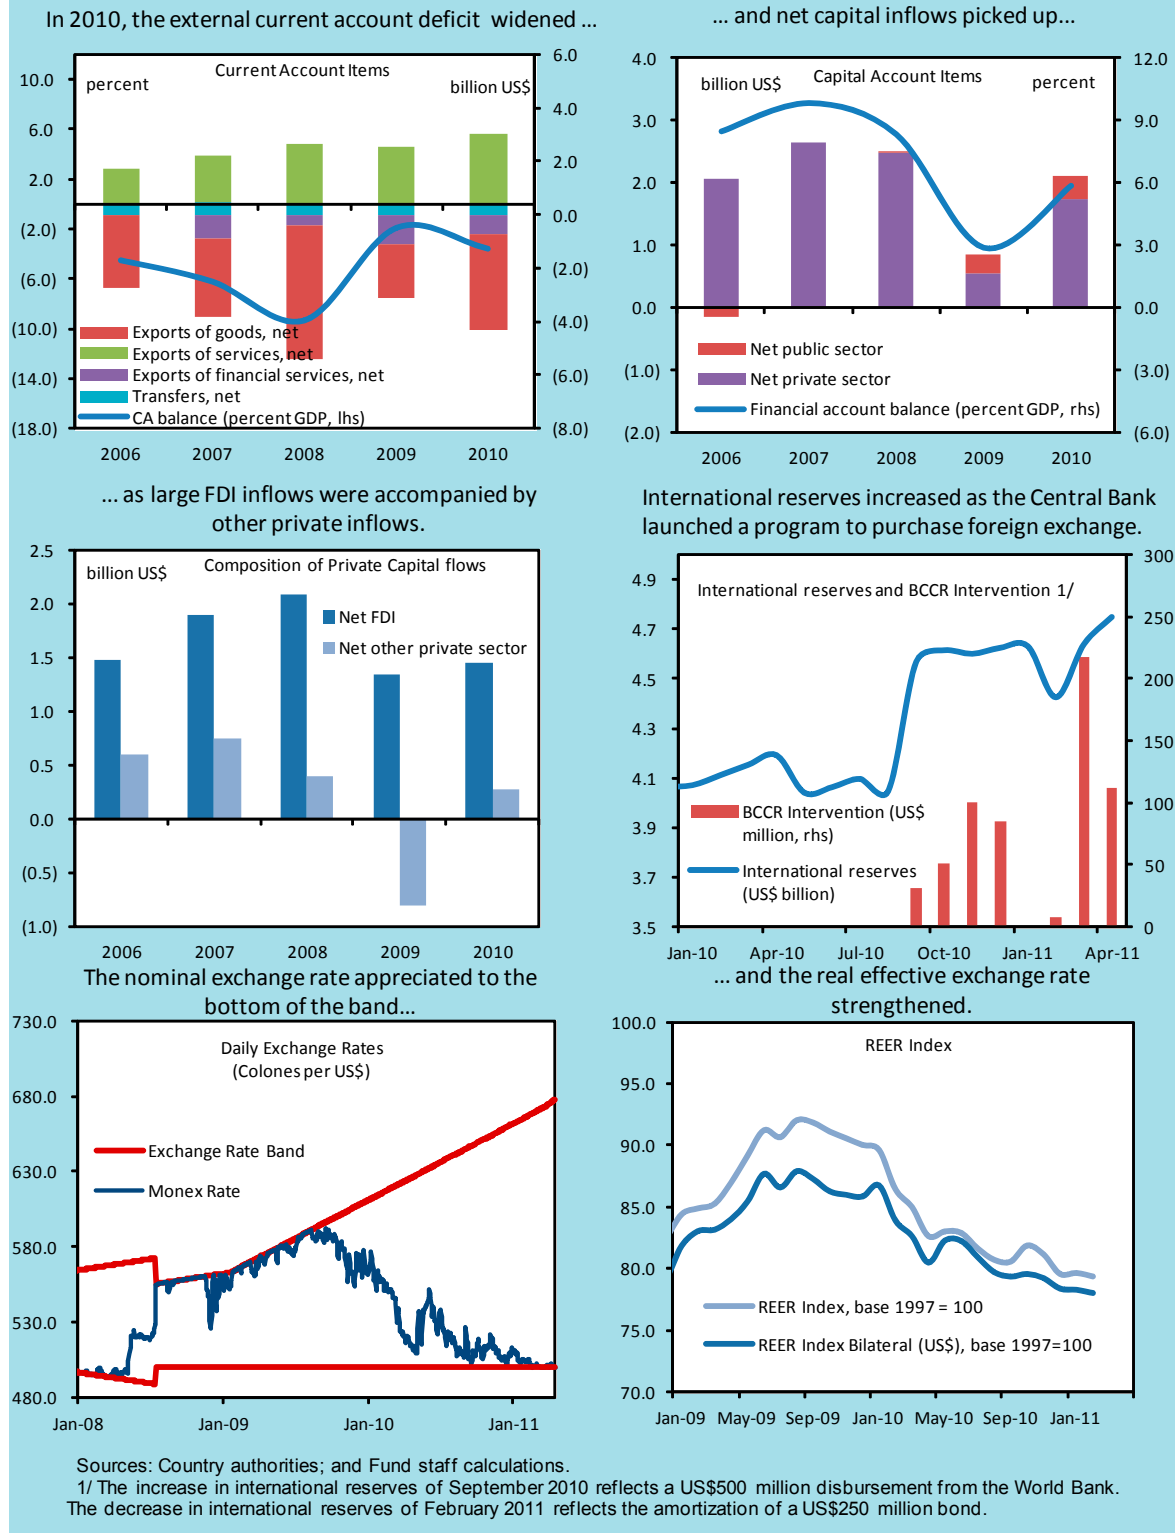 In 2010, the external current account deficit widened ...
Current Account Items
percent
billion US$
10.0
6.0
2.0
(2.0)
(6.0)
(10.0)
(14.0)
(18.0)
6.0
4.0
2.0
0.0
(2.0)
(4.0)
(6.0)
(8.0)
Exports of goods, net
Exports of services, net
Exports of financial services, net
Transfers, net
CA balance (percent GDP, lhs)
2006 2007 2008 2009 2010
... and net capital inflows picked up...
Capital Account Items
billion US$
percent
4.0
3.0
2.0
1.0
0.0
(1.0)
(2.0)
12.0
9.0
6.0
3.0
0.0
(3.0)
(6.0)
Net public sector
Net private sector
Financial account balance (percent GDP, rhs)
2006 2007 2008 2009 2010
... as large FDI inflows were accompanied by
other private inflows.
Composition of Private Capital flows
billion US$
2.5
2.0
1.5
1.0
0.5
0.0
(0.5)
(1.0)
Net FDI
Net other private sector
2006 2007 2008 2009 2010
International reserves increased as the Central Bank
launched a program to purchase foreign exchange.
International reserves and BCCR Intervention 1/
4.9
4.7
4.5
4.3
4.1
3.9
3.7
3.5
300
250
200
150
100
50
0
BCCR Intervention (US$
million, rhs)
International reserves
(US$ billion)
Jan-10 Apr-10 Jul-10 Oct-10 Jan-11 Apr-11
The nominal exchange rate appreciated to the
bottom of the band...
Daily Exchange Rates
(Colones per US$)
730.0
680.0
630.0
580.0
530.0
480.0
Exchange Rate Band
Monex Rate
Jan-08 Jan-09 Jan-10 Jan-11
... and the real effective exchange rate
strengthened.
REER Index
100.0
95.0
90.0
85.0
80.0
75.0
70.0
REER Index, base 1997 = 100
REER Index Bilateral (US$), base 1997=100
Jan-09 May-09 Sep-09 Jan-10 May-10 Sep-10 Jan-11
Sources: Country authorities; and Fund staff calculations.
1/ The increase in international reserves of September 2010 reflects a US$500 million disbursement from the World Bank.
The decrease in international reserves of February 2011 reflects the amortization of a US$250 million bond.